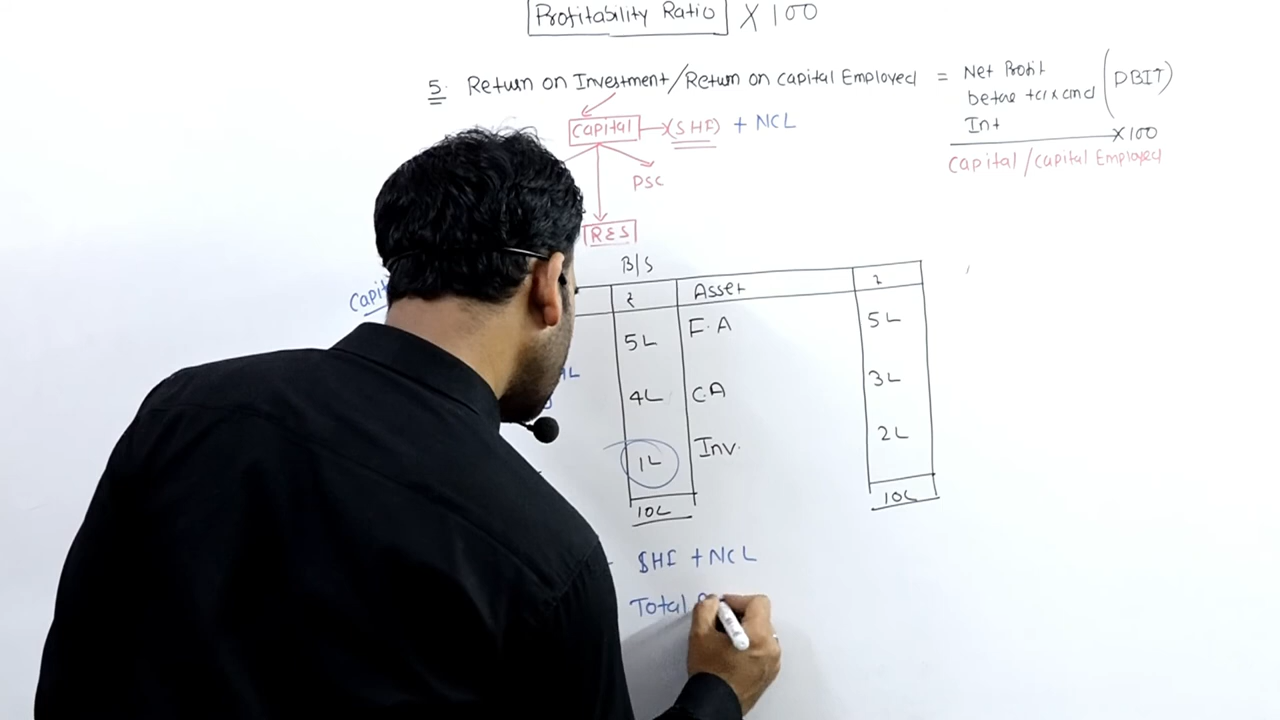 Profitability Ratio X 100
5. Return on Investment/Return on capital Employed = Net Profit before tax and Int (PBIT) X100
Capital/capital Employed
Capital → (SHF) + NCL
PSC
RES
B/S
Capi
₹ Asset ₹
5L F.A 5L
4L C.A 3L
1L Inv. 2L
10L 10L
SHF + NCL
Total